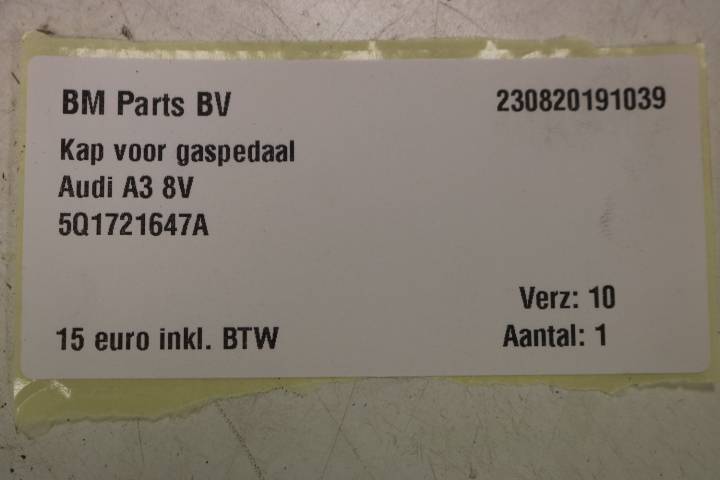 BM Parts BV
230820191039
Kap voor gaspedaal
Audi A3 8V
5Q1721647A
Verz: 10
15 euro inkl. BTW
Aantal: 1